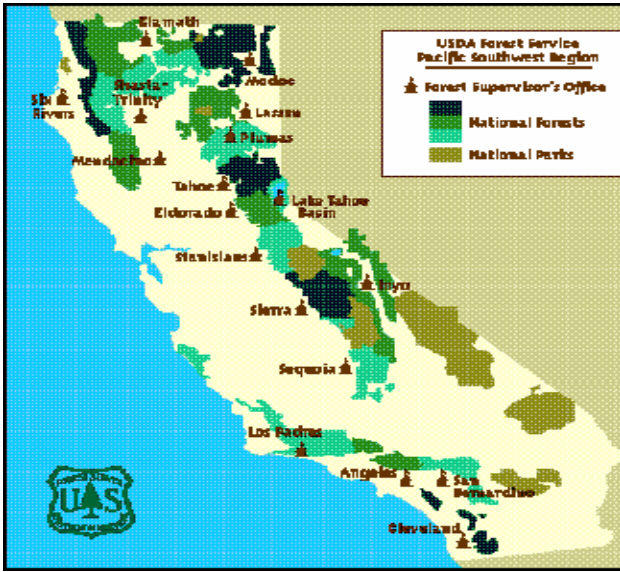 USDA Forest Service
Pacific Southwest Region
Forest Supervisor's Office
National Forests
National Parks
Klamath
Modoc
Shasta-
Trinity
Six
Rivers
Lassen
Plumas
Mendocino
Tahoe
Lake Tahoe
Basin
Eldorado
Stanislaus
Inyo
Sierra
Sequoia
Los Padres
Angeles
San
Bernardino
Cleveland
U S